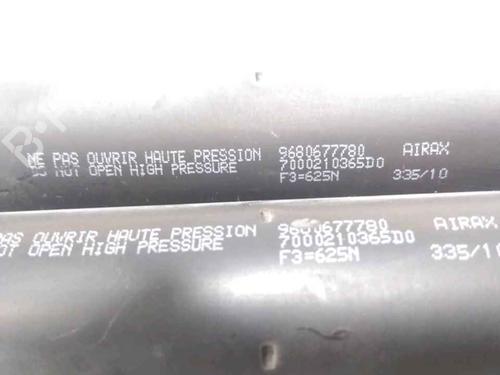 NE PAS OUVRIR HAUTE PRESSION 9680677780 AIRAX
DO NOT OPEN HIGH PRESSURE 7000210365D0
F3=625N 335/10
PAS OUVRIR HAUTE PRESSION 9680677780 AIRAX
NOT OPEN HIGH PRESSURE 7000210365D0
F3=625N 335/10